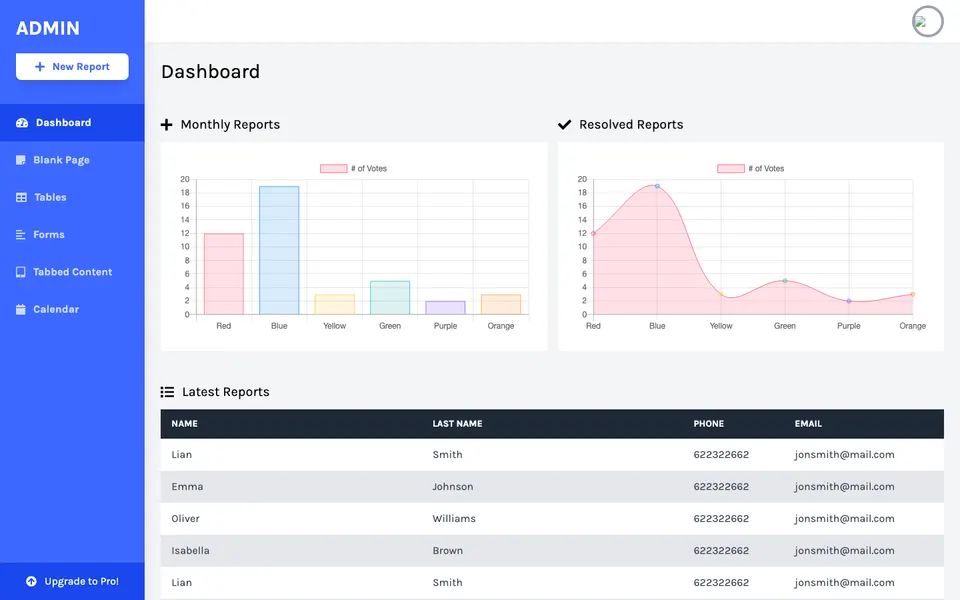 ADMIN
New Report
Dashboard
Blank Page
Tables
Forms
Tabbed Content
Calendar
Upgrade to Pro!
Dashboard
Monthly Reports
# of Votes
20
18
16
14
12
10
8
6
4
2
0
Red Blue Yellow Green Purple Orange
Resolved Reports
# of Votes
20
18
16
14
12
10
8
6
4
2
0
Red Blue Yellow Green Purple Orange
Latest Reports
NAME LAST NAME PHONE EMAIL
Lian Smith 622322662 jonsmith@mail.com
Emma Johnson 622322662 jonsmith@mail.com
Oliver Williams 622322662 jonsmith@mail.com
Isabella Brown 622322662 jonsmith@mail.com
Lian Smith 622322662 jonsmith@mail.com